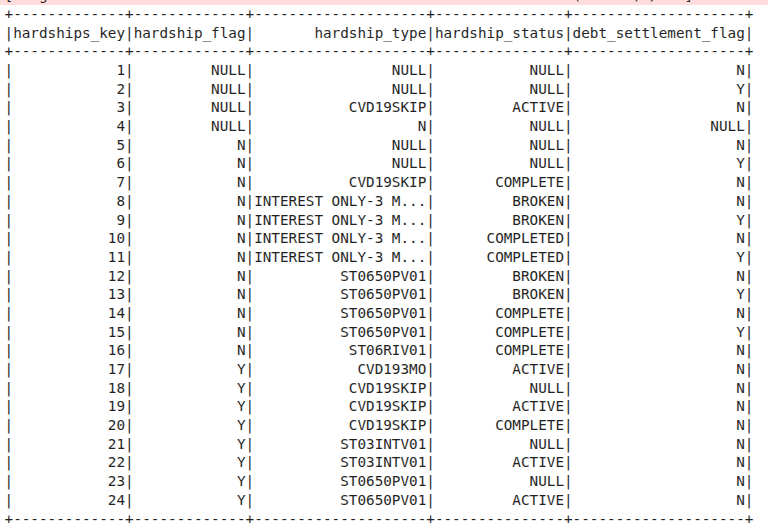 +-------------+-------------+--------------------+---------------+--------------------+
|hardships_key|hardship_flag|       hardship_type|hardship_status|debt_settlement_flag|
+-------------+-------------+--------------------+---------------+--------------------+
|            1|         NULL|                NULL|           NULL|                   N|
|            2|         NULL|                NULL|           NULL|                   Y|
|            3|         NULL|           CVD19SKIP|         ACTIVE|                   N|
|            4|         NULL|                   N|           NULL|                NULL|
|            5|            N|                NULL|           NULL|                   N|
|            6|            N|                NULL|           NULL|                   Y|
|            7|            N|           CVD19SKIP|       COMPLETE|                   N|
|            8|            N|INTEREST ONLY-3 M...|         BROKEN|                   N|
|            9|            N|INTEREST ONLY-3 M...|         BROKEN|                   Y|
|           10|            N|INTEREST ONLY-3 M...|      COMPLETED|                   N|
|           11|            N|INTEREST ONLY-3 M...|      COMPLETED|                   Y|
|           12|            N|          ST0650PV01|         BROKEN|                   N|
|           13|            N|          ST0650PV01|         BROKEN|                   Y|
|           14|            N|          ST0650PV01|       COMPLETE|                   N|
|           15|            N|          ST0650PV01|       COMPLETE|                   Y|
|           16|            N|           ST06RIV01|       COMPLETE|                   N|
|           17|            Y|            CVD193MO|         ACTIVE|                   N|
|           18|            Y|           CVD19SKIP|           NULL|                   N|
|           19|            Y|           CVD19SKIP|         ACTIVE|                   N|
|           20|            Y|           CVD19SKIP|       COMPLETE|                   N|
|           21|            Y|          ST03INTV01|           NULL|                   N|
|           22|            Y|          ST03INTV01|         ACTIVE|                   N|
|           23|            Y|          ST0650PV01|           NULL|                   N|
|           24|            Y|          ST0650PV01|         ACTIVE|                   N|
+-------------+-------------+--------------------+---------------+--------------------+